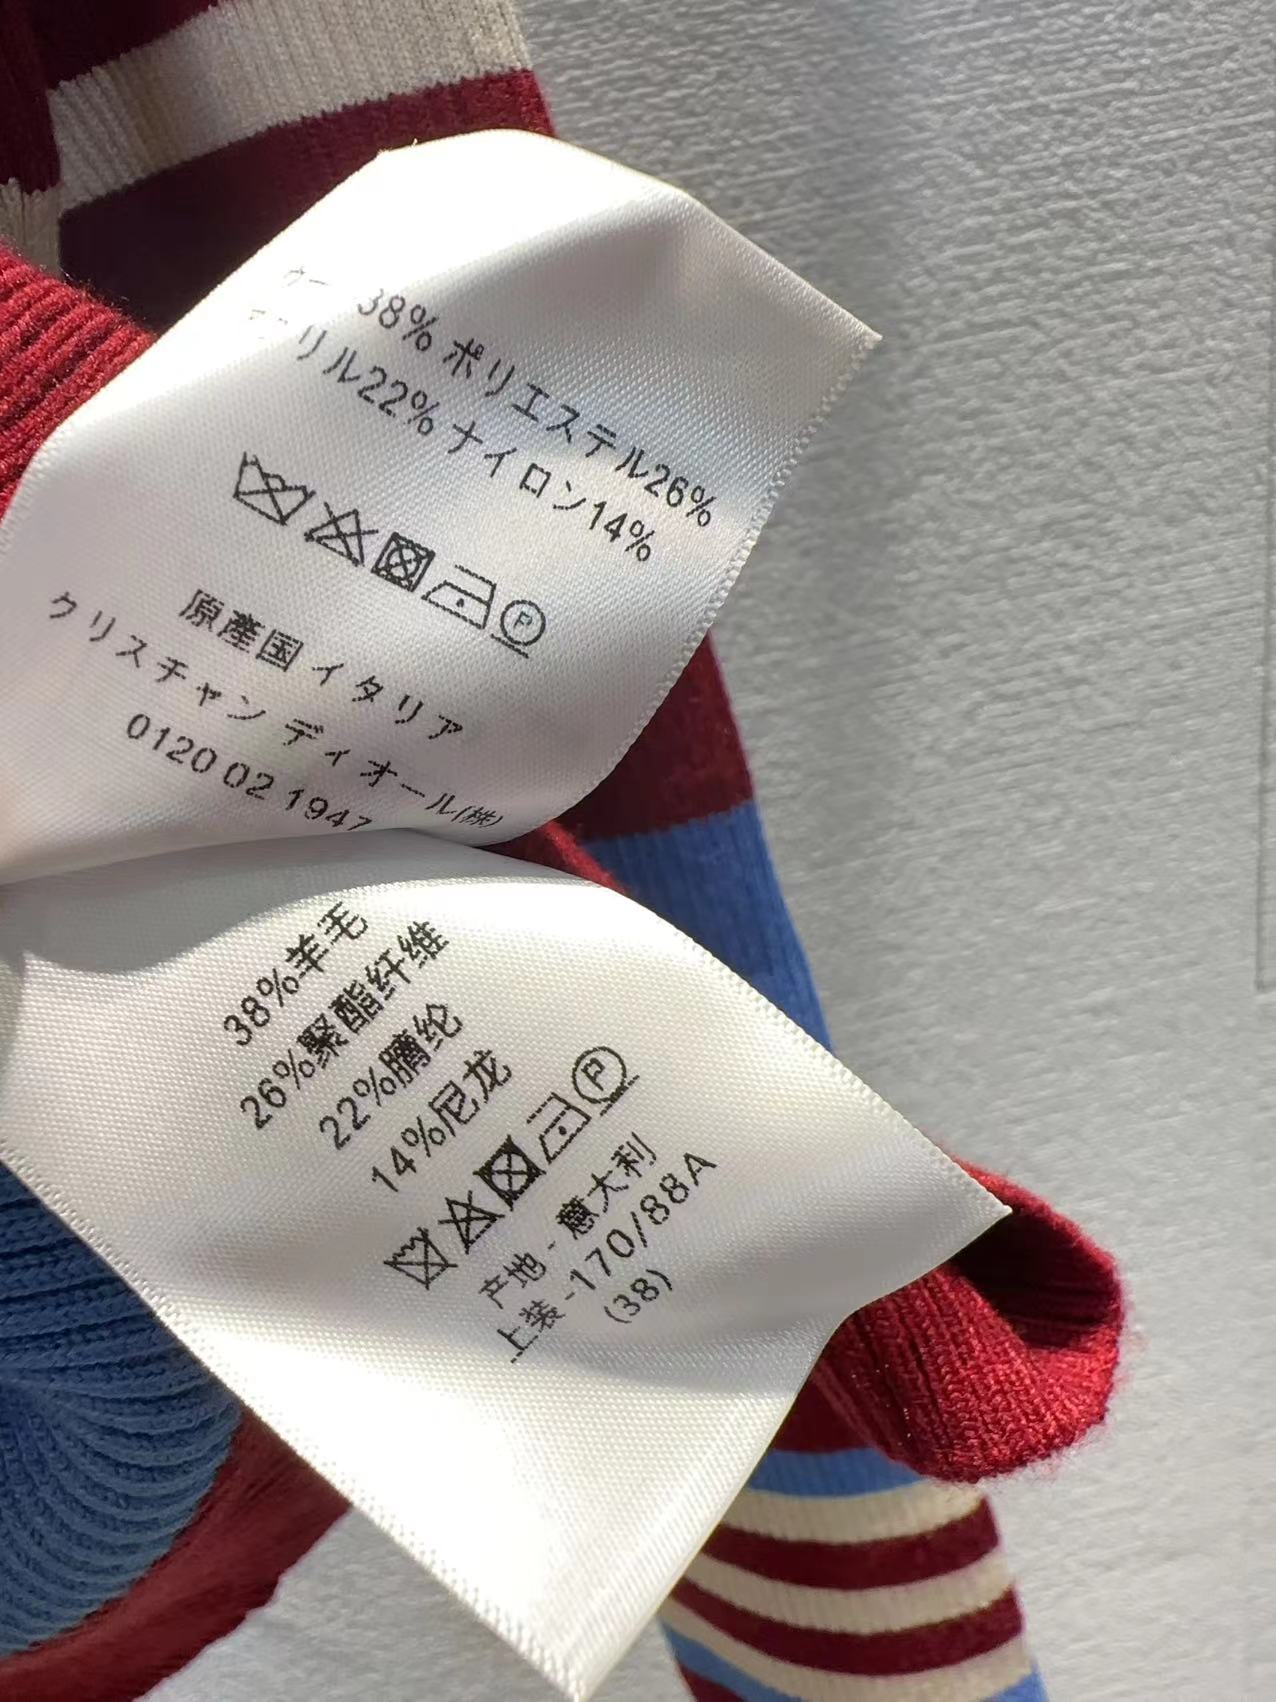 38% ポリエステル26%
リル22% ナイロン14%
P
原産国 イタリア
クリスチャン ディオール(株)
0120 02 1947
38%羊毛
26%聚酯纤维
22%腈纶
14%尼龙
P
产地 - 意大利
上装 -170/88A
(38)